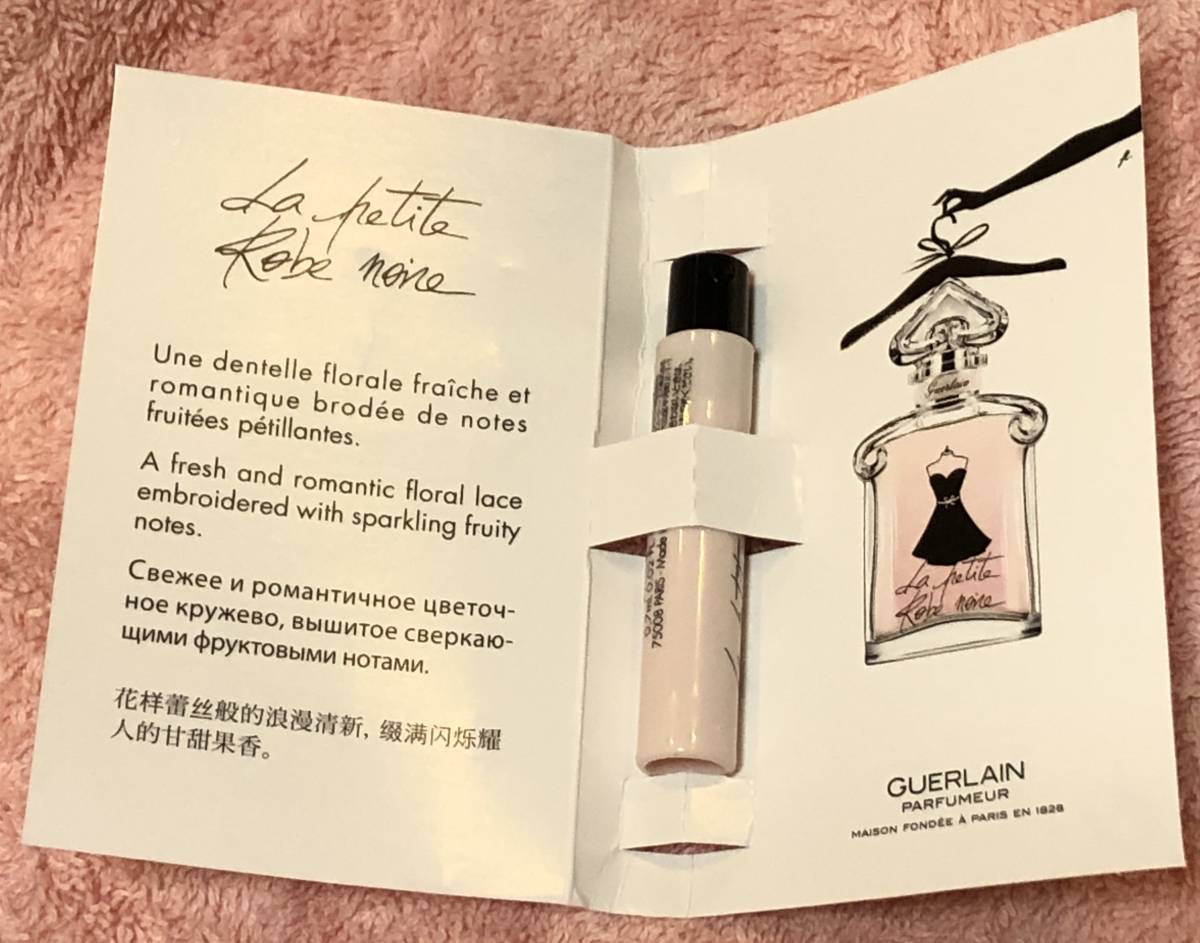 La petite
Robe noire
Une dentelle florale fraîche et
romantique brodée de notes
fruitées pétillantes.
A fresh and romantic floral lace
embroidered with sparkling fruity
notes.
Свежее и романтичное цветоч-
ное кружево, вышитое сверкаю-
щими фруктовыми нотами.
花样蕾丝般的浪漫清新, 缀满闪烁耀
人的甘甜果香。
75008 PARIS - Made
Guerlain
La petite
Robe noire
GUERLAIN
PARFUMEUR
MAISON FONDÉE À PARIS EN 1828